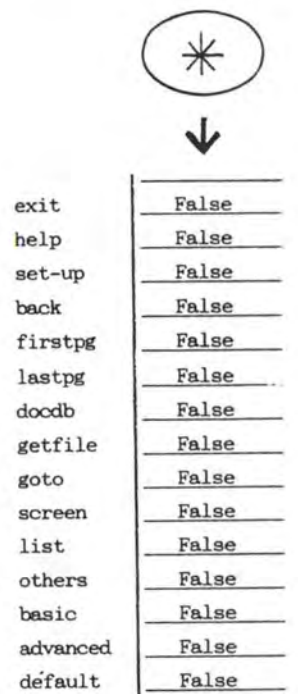 *
exit False
help False
set-up False
back False
firstpg False
lastpg False
docdb False
getfile False
goto False
screen False
list False
others False
basic False
advanced False
default False